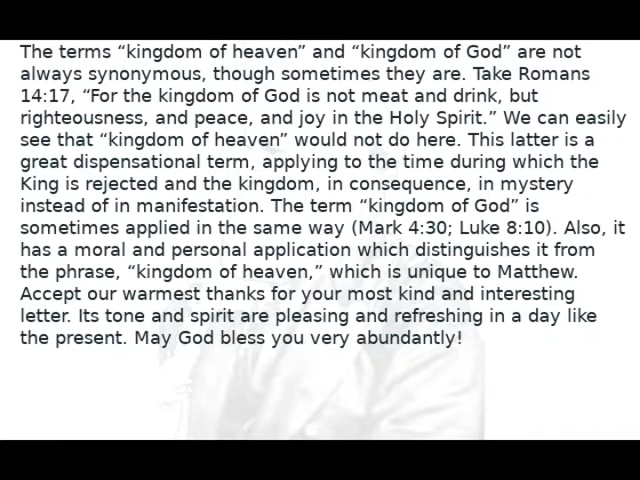 The terms “kingdom of heaven” and “kingdom of God” are not
always synonymous, though sometimes they are. Take Romans
14:17, “For the kingdom of God is not meat and drink, but
righteousness, and peace, and joy in the Holy Spirit.” We can easily
see that “kingdom of heaven” would not do here. This latter is a
great dispensational term, applying to the time during which the
King is rejected and the kingdom, in consequence, in mystery
instead of in manifestation. The term “kingdom of God” is
sometimes applied in the same way (Mark 4:30; Luke 8:10). Also, it
has a moral and personal application which distinguishes it from
the phrase, “kingdom of heaven,” which is unique to Matthew.
Accept our warmest thanks for your most kind and interesting
letter. Its tone and spirit are pleasing and refreshing in a day like
the present. May God bless you very abundantly!